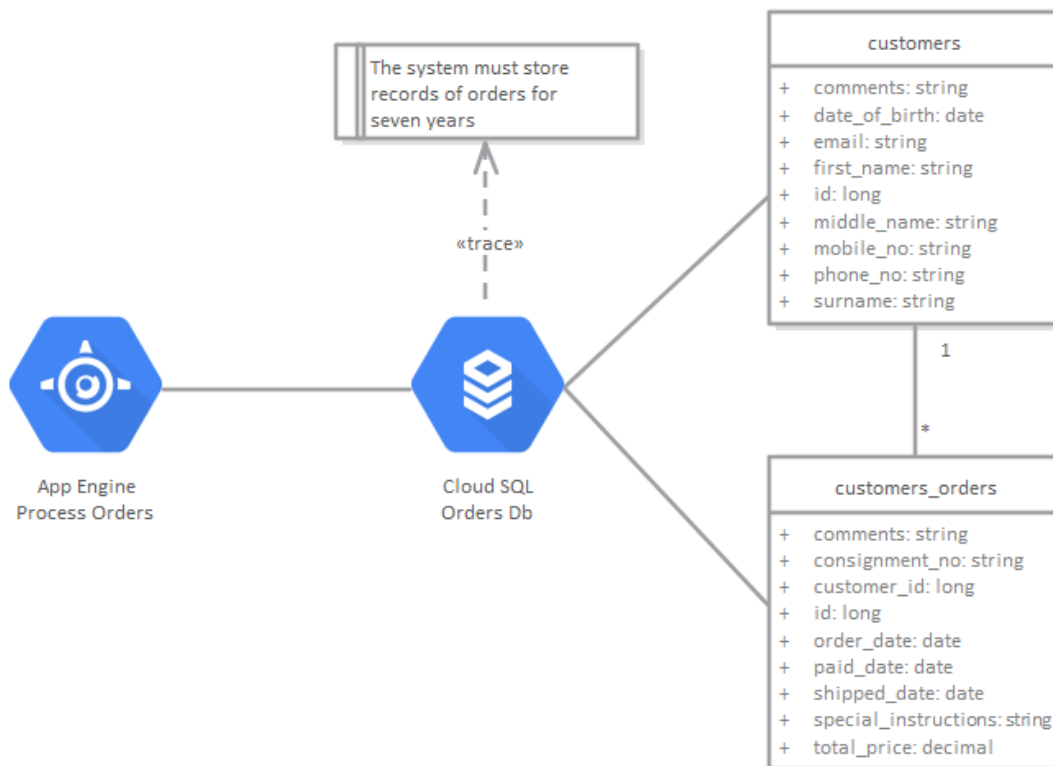 The system must store
records of orders for
seven years
«trace»
App Engine
Process Orders
Cloud SQL
Orders Db
customers
+ comments: string
+ date_of_birth: date
+ email: string
+ first_name: string
+ id: long
+ middle_name: string
+ mobile_no: string
+ phone_no: string
+ surname: string
1
*
customers_orders
+ comments: string
+ consignment_no: string
+ customer_id: long
+ id: long
+ order_date: date
+ paid_date: date
+ shipped_date: date
+ special_instructions: string
+ total_price: decimal